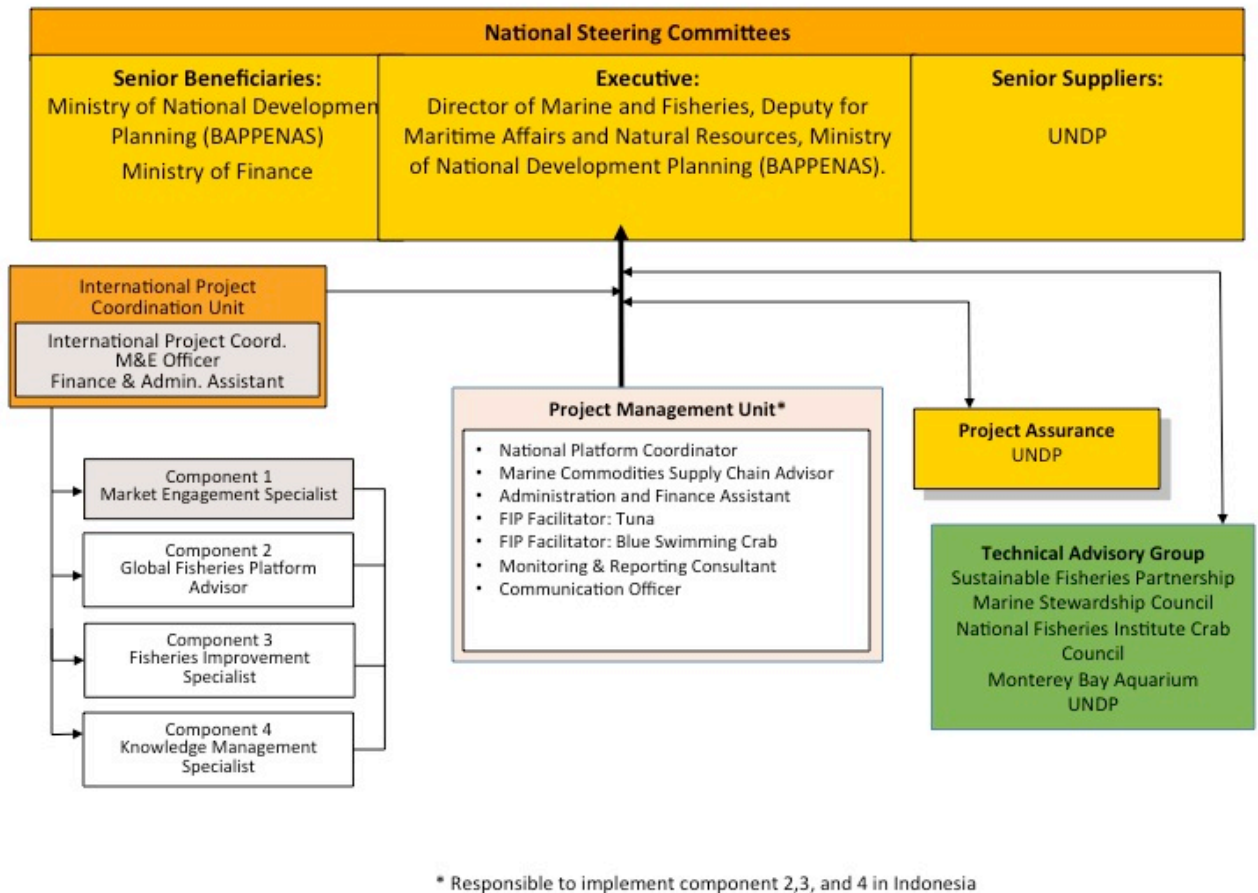 National Steering Committees
Senior Beneficiaries:
Ministry of National Developmen
Planning (BAPPENAS)
Ministry of Finance
Executive:
Director of Marine and Fisheries, Deputy for
Maritime Affairs and Natural Resources, Ministry
of National Development Planning (BAPPENAS).
Senior Suppliers:
UNDP
International Project
Coordination Unit
International Project Coord.
M&E Officer
Finance & Admin. Assistant
Component 1
Market Engagement Specialist
Component 2
Global Fisheries Platform
Advisor
Component 3
Fisheries Improvement
Specialist
Component 4
Knowledge Management
Specialist
Project Management Unit*
• National Platform Coordinator
• Marine Commodities Supply Chain Advisor
• Administration and Finance Assistant
• FIP Facilitator: Tuna
• FIP Facilitator: Blue Swimming Crab
• Monitoring & Reporting Consultant
• Communication Officer
Project Assurance
UNDP
Technical Advisory Group
Sustainable Fisheries Partnership
Marine Stewardship Council
National Fisheries Institute Crab
Council
Monterey Bay Aquarium
UNDP
* Responsible to implement component 2,3, and 4 in Indonesia